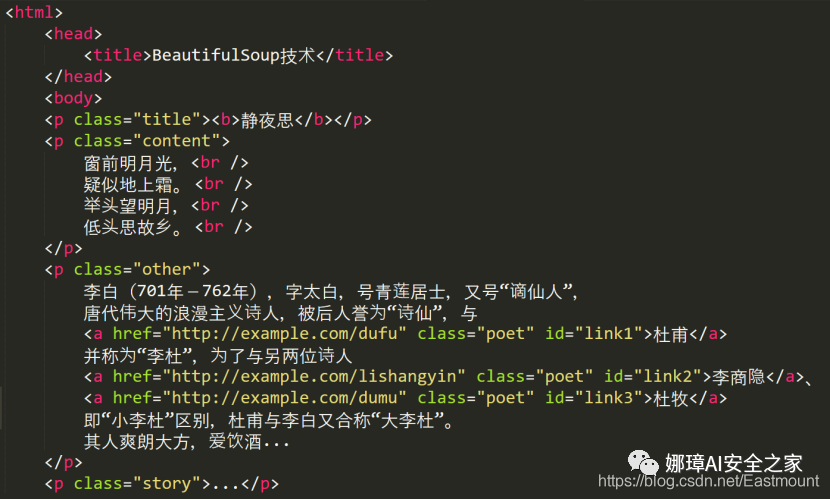 <html>
<head>
<title>BeautifulSoup技术</title>
</head>
<body>
<p class="title"><b>静夜思</b></p>
<p class="content">
窗前明月光，<br />
疑似地上霜。<br />
举头望明月，<br />
低头思故乡。<br />
</p>
<p class="other">
李白（701年－762年），字太白，号青莲居士，又号“谪仙人”，
唐代伟大的浪漫主义诗人，被后人誉为“诗仙”，与
<a href="http://example.com/dufu" class="poet" id="link1">杜甫</a>
并称为“李杜”，为了与另两位诗人
<a href="http://example.com/lishangyin" class="poet" id="link2">李商隐</a>、
<a href="http://example.com/dumu" class="poet" id="link3">杜牧</a>
即“小李杜”区别，杜甫与李白又合称“大李杜”。
其人爽朗大方，爱饮酒...
</p>
<p class="story">...</p>
娜璋AI安全之家
https://blog.csdn.net/Eastmount